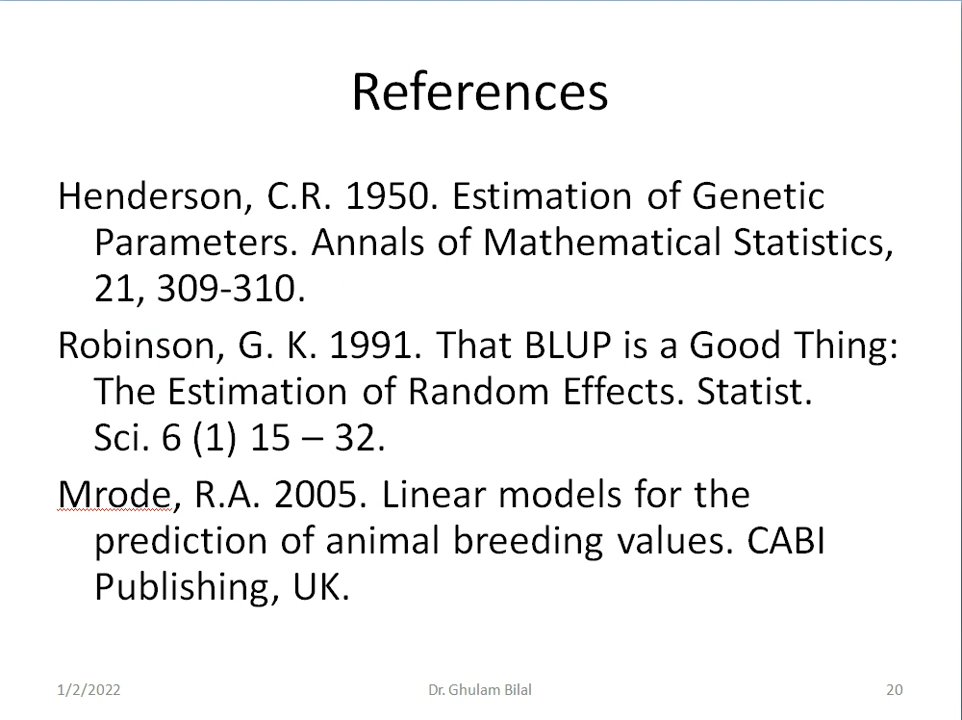 References
Henderson, C.R. 1950. Estimation of Genetic
Parameters. Annals of Mathematical Statistics,
21, 309-310.
Robinson, G. K. 1991. That BLUP is a Good Thing:
The Estimation of Random Effects. Statist.
Sci. 6 (1) 15 – 32.
Mrode, R.A. 2005. Linear models for the
prediction of animal breeding values. CABI
Publishing, UK.
1/2/2022
Dr. Ghulam Bilal
20